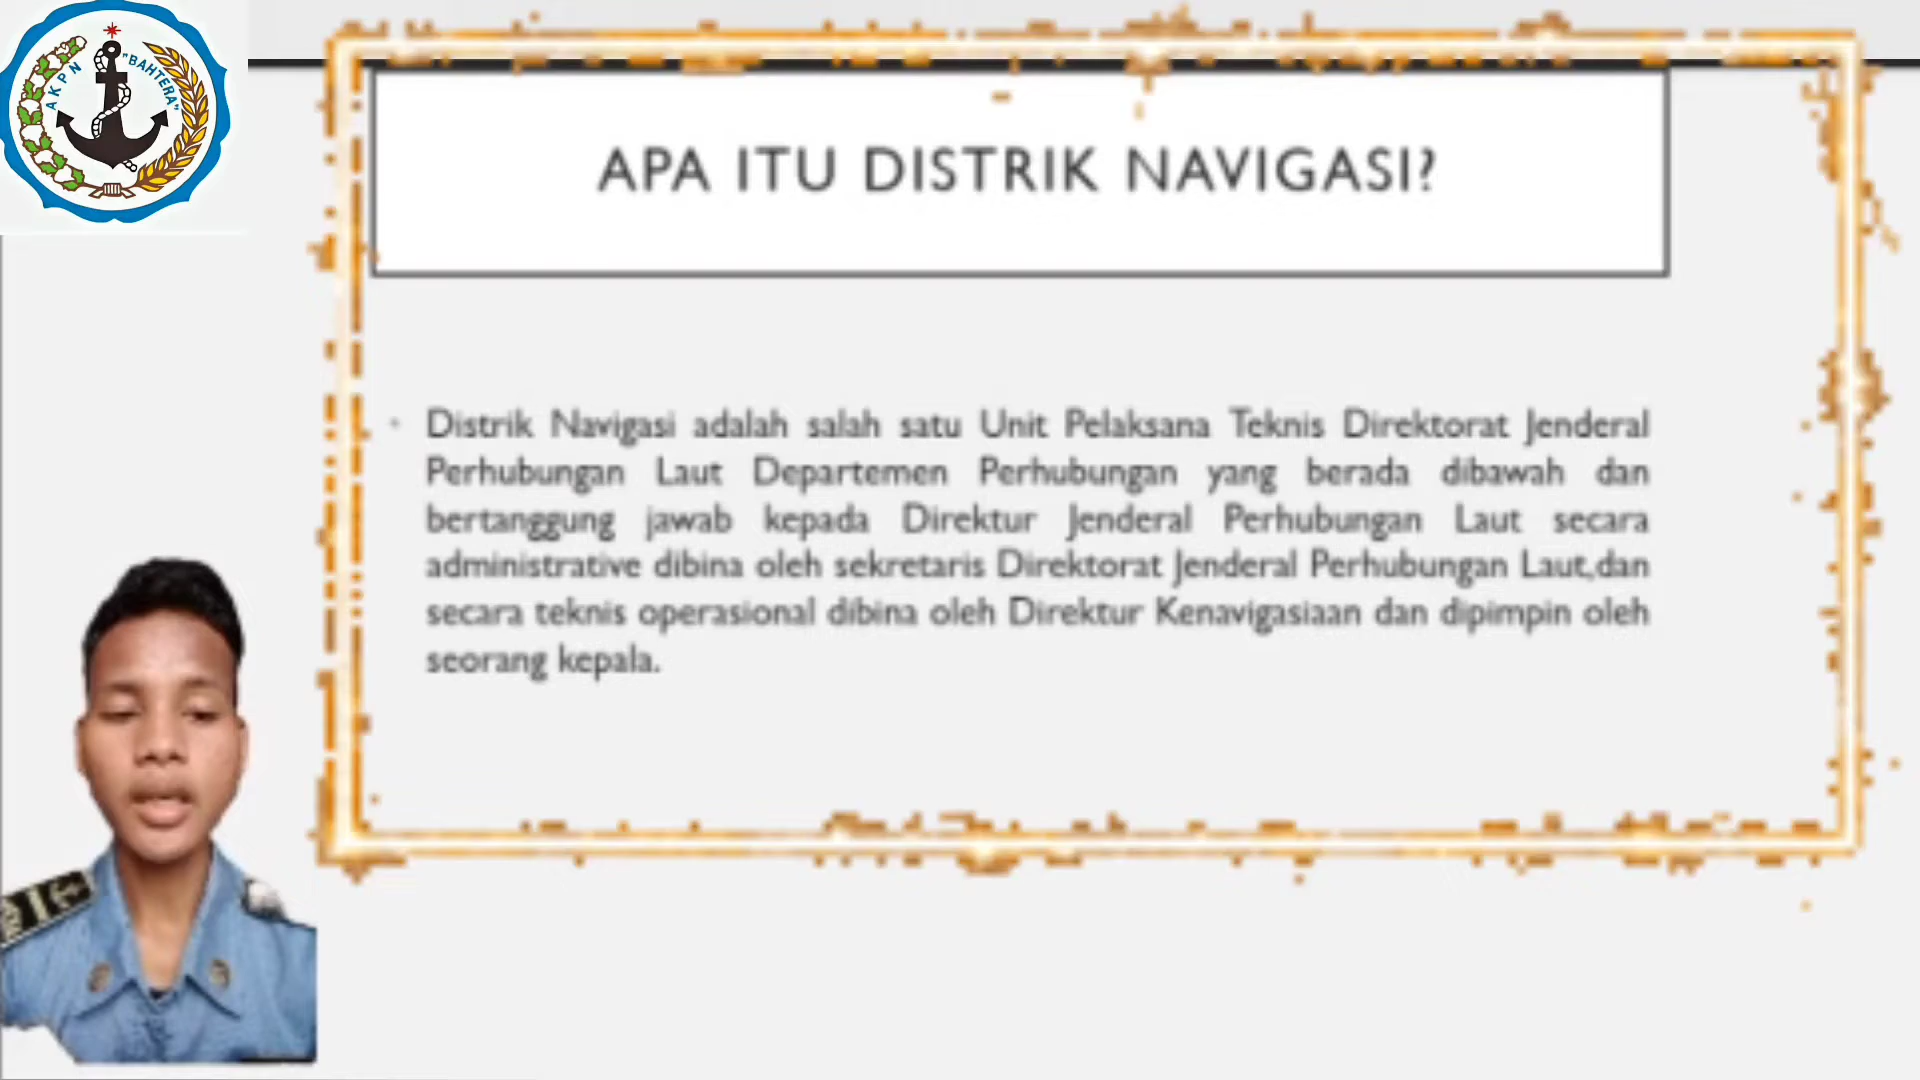 AKPN "BAHTERA"
APA ITU DISTRIK NAVIGASI?
• Distrik Navigasi adalah salah satu Unit Pelaksana Teknis Direktorat Jenderal
Perhubungan Laut Departemen Perhubungan yang berada dibawah dan
bertanggung jawab kepada Direktur Jenderal Perhubungan Laut secara
administrative dibina oleh sekretaris Direktorat Jenderal Perhubungan Laut,dan
secara teknis operasional dibina oleh Direktur Kenavigasiaan dan dipimpin oleh
seorang kepala.